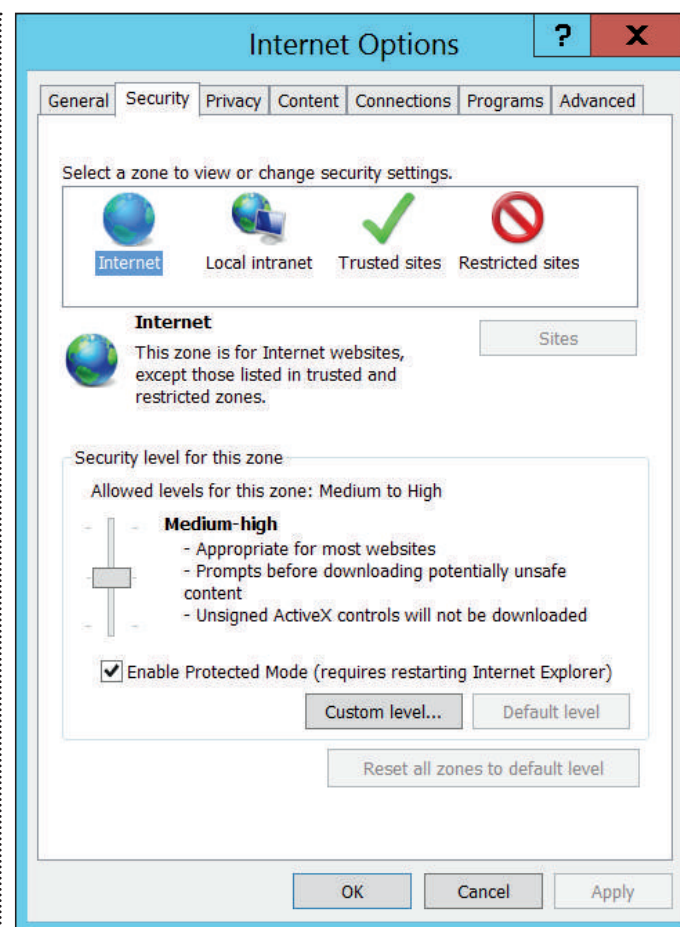 Internet Options
?
X
General Security Privacy Content Connections Programs Advanced
Select a zone to view or change security settings.
Internet Local intranet Trusted sites Restricted sites
Internet
Sites
This zone is for Internet websites,
except those listed in trusted and
restricted zones.
Security level for this zone
Allowed levels for this zone: Medium to High
Medium-high
- Appropriate for most websites
- Prompts before downloading potentially unsafe
content
- Unsigned ActiveX controls will not be downloaded
Enable Protected Mode (requires restarting Internet Explorer)
Custom level... Default level
Reset all zones to default level
OK Cancel Apply